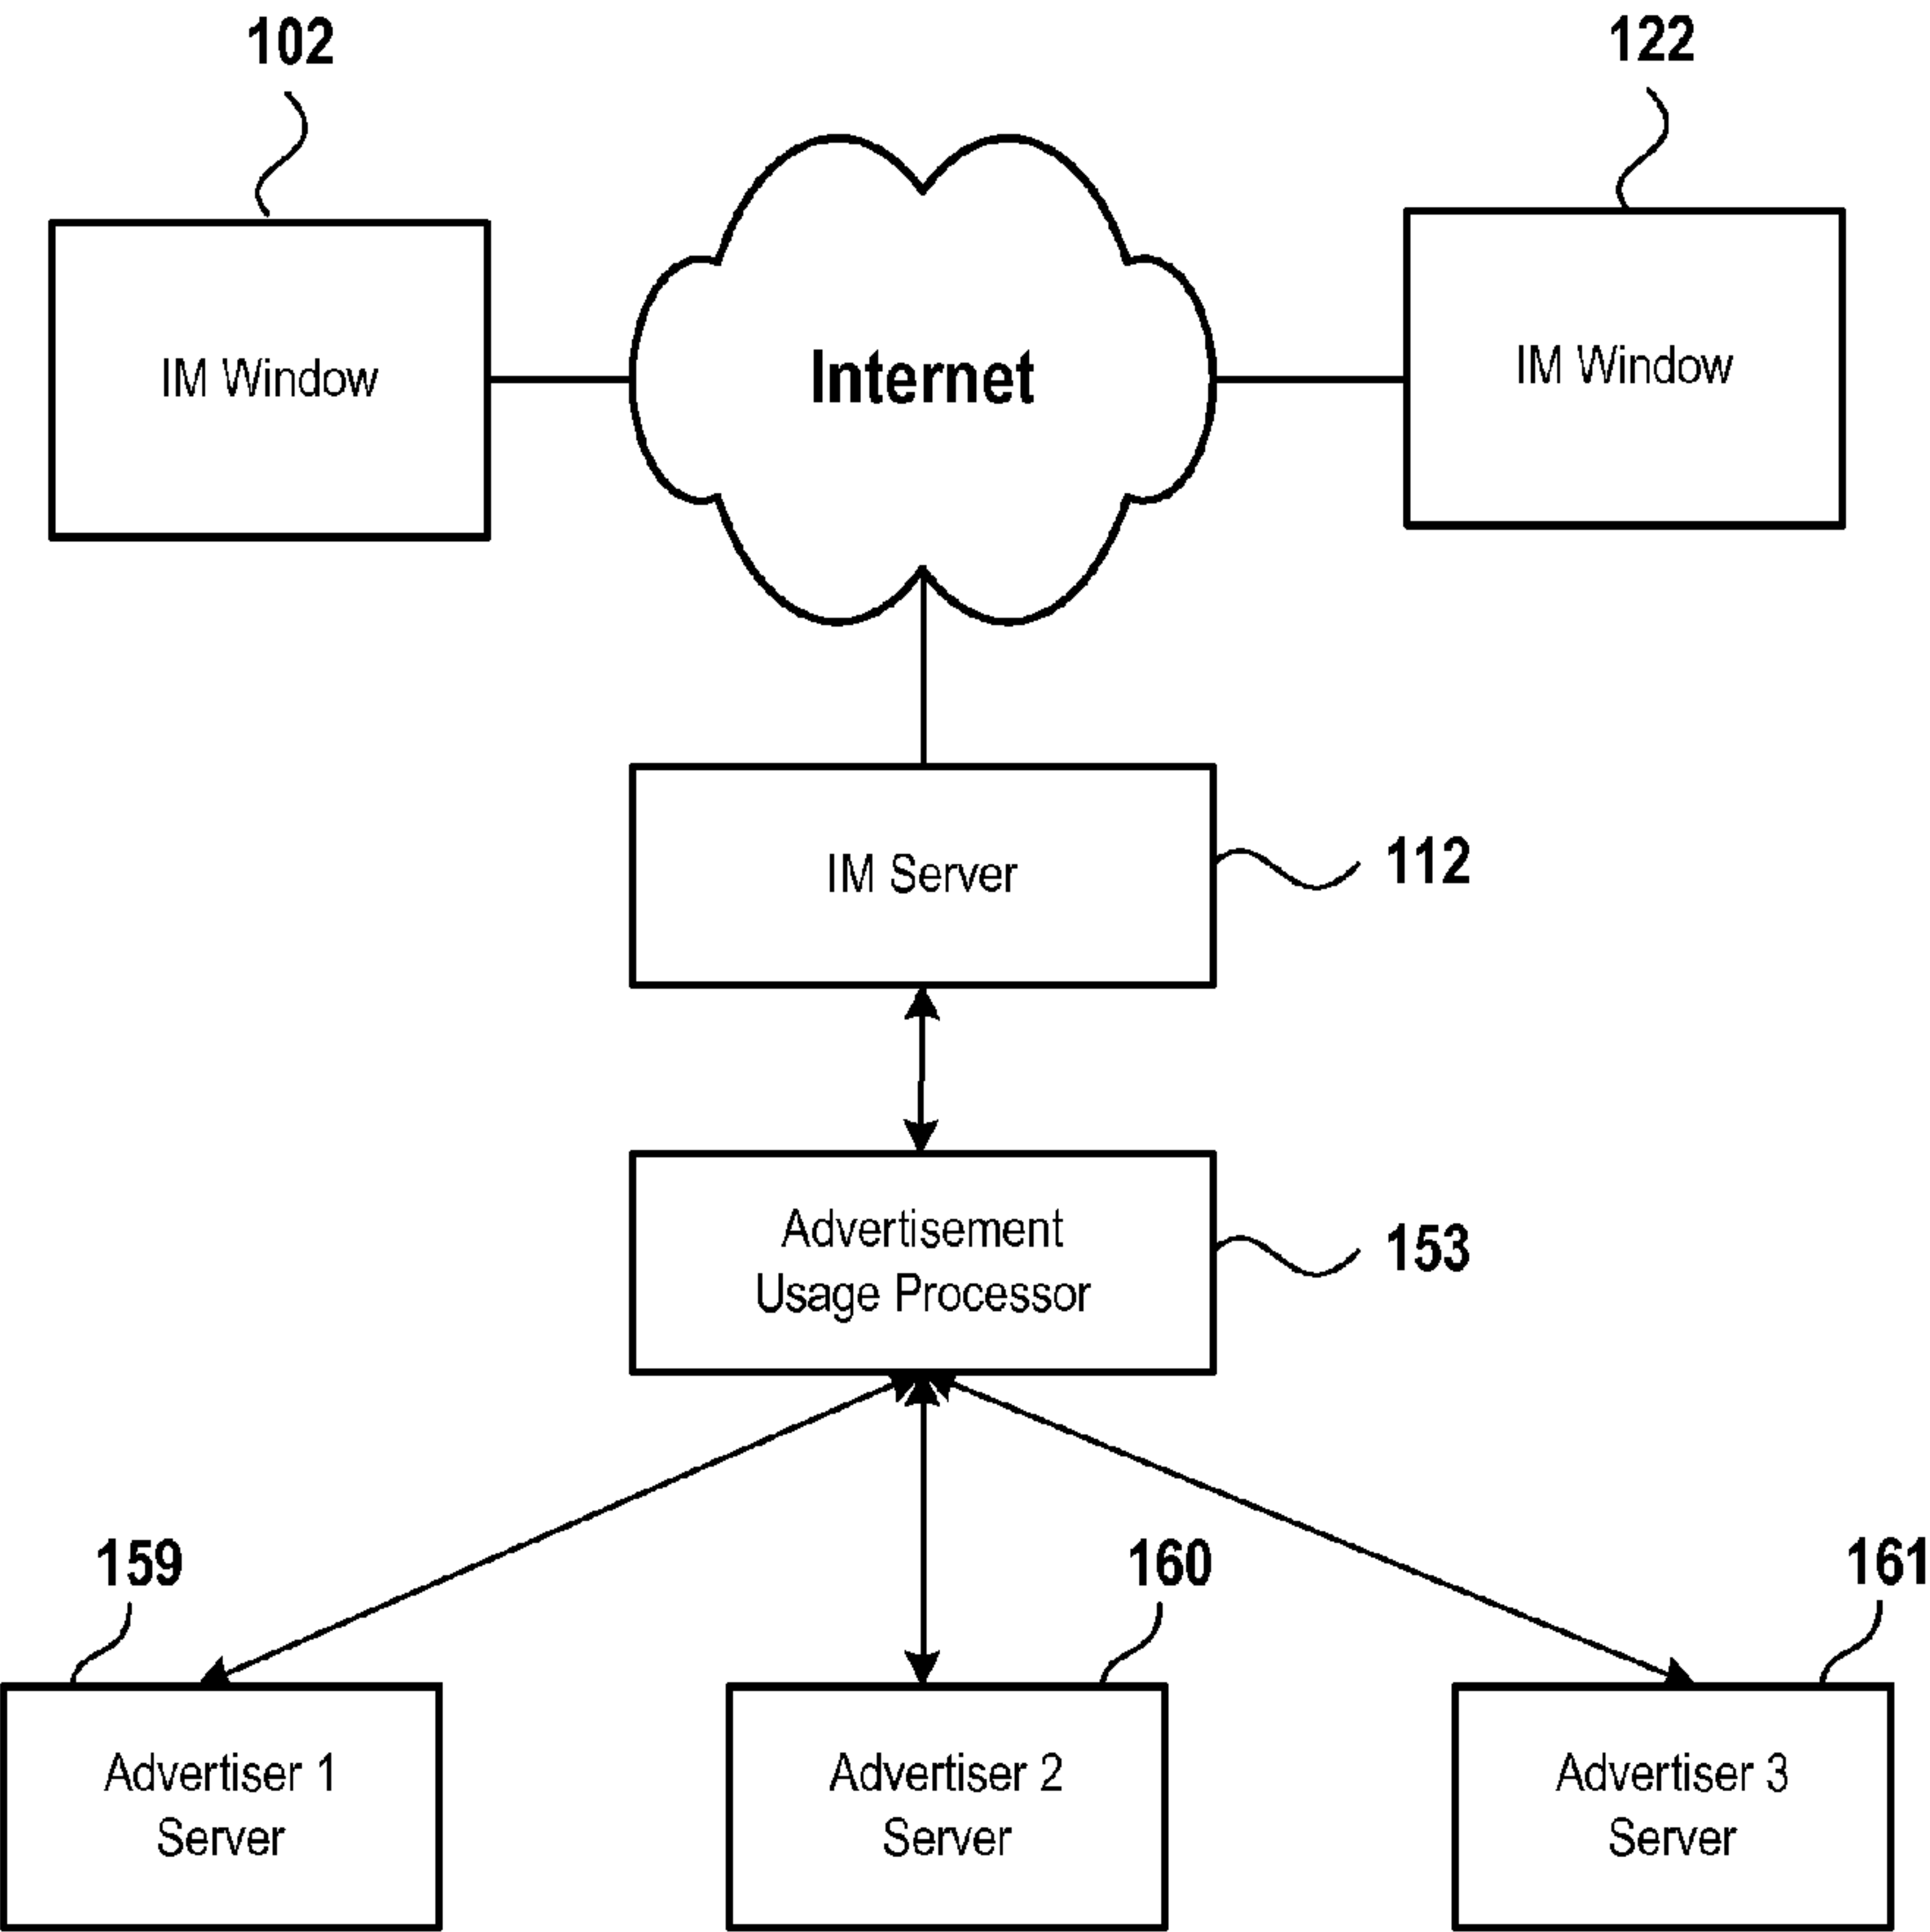 102
122
IM Window
Internet
IM Window
IM Server
112
Advertisement
Usage Processor
153
159
160
161
Advertiser 1
Server
Advertiser 2
Server
Advertiser 3
Server